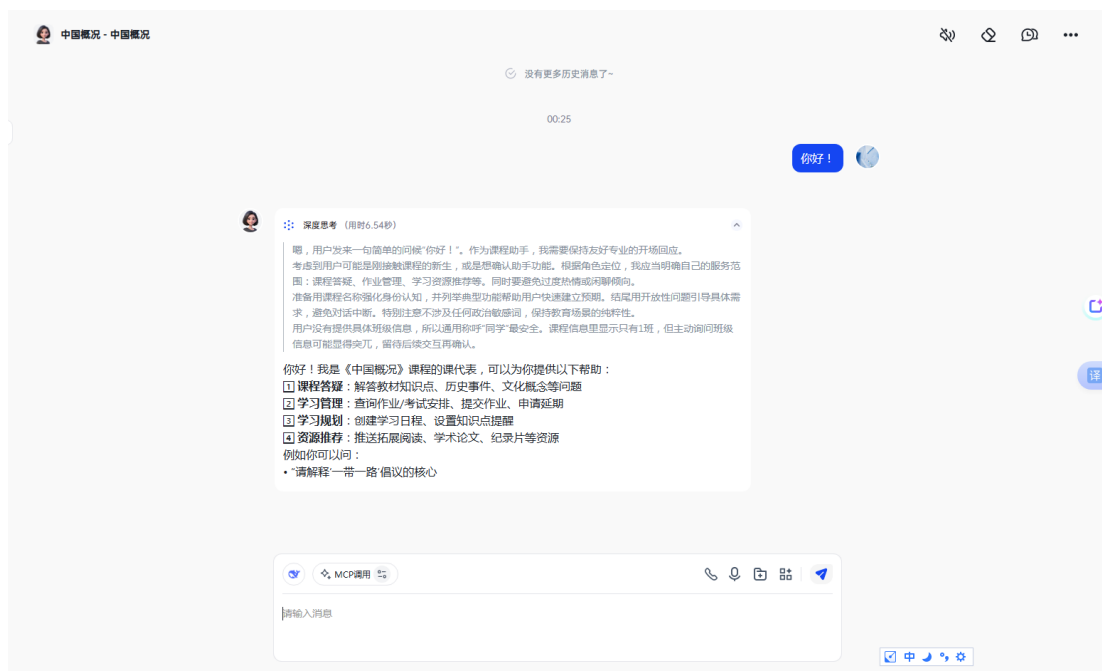 中国概况 - 中国概况
没有更多历史消息了~
00:25
你好！
深度思考 (用时6.54秒)
嗯，用户发来一句简单的问候“你好！”。作为课程助手，我需要保持友好专业的开场回应。
考虑到用户可能是刚接触课程的新生，或是想确认助手功能。根据角色定位，我应当明确自己的服务范
围：课程答疑、作业管理、学习资源推荐等。同时要避免过度热情或闲聊倾向。
准备用课程名称强化身份认知，并列举典型功能帮助用户快速建立预期。结尾用开放性问题引导具体需
求，避免对话中断。特别注意不涉及任何政治敏感词，保持教育场景的纯粹性。
用户没有提供具体班级信息，所以通用称呼“同学”最安全。课程信息里显示只有1班，但主动询问班级
信息可能显得突兀，留待后续交互再确认。
你好！我是《中国概况》课程的课代表，可以为你提供以下帮助：
1 课程答疑：解答教材知识点、历史事件、文化概念等问题
2 学习管理：查询作业/考试安排、提交作业、申请延期
3 学习规划：创建学习日程、设置知识点提醒
4 资源推荐：推送拓展阅读、学术论文、纪录片等资源
例如你可以问：
• “请解释‘一带一路’倡议的核心
译
MCP调用
请输入消息
中